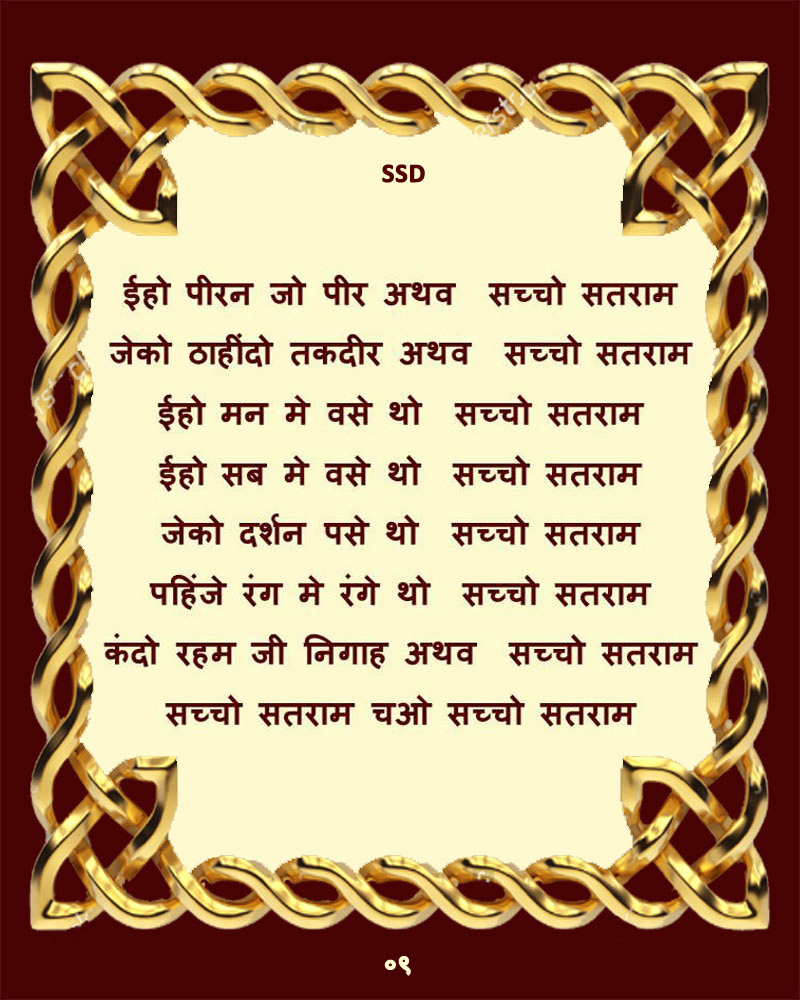 SSD
ईहो पीरन जो पीर अथव सच्चो सतराम
जेको ठाहींदो तकदीर अथव सच्चो सतराम
ईहो मन मे वसे थो सच्चो सतराम
ईहो सब मे वसे थो सच्चो सतराम
जेको दर्शन पसे थो सच्चो सतराम
पहिंजे रंग मे रंगे थो सच्चो सतराम
कंदो रहम जी निगाह अथव सच्चो सतराम
सच्चो सतराम चओ सच्चो सतराम
०९